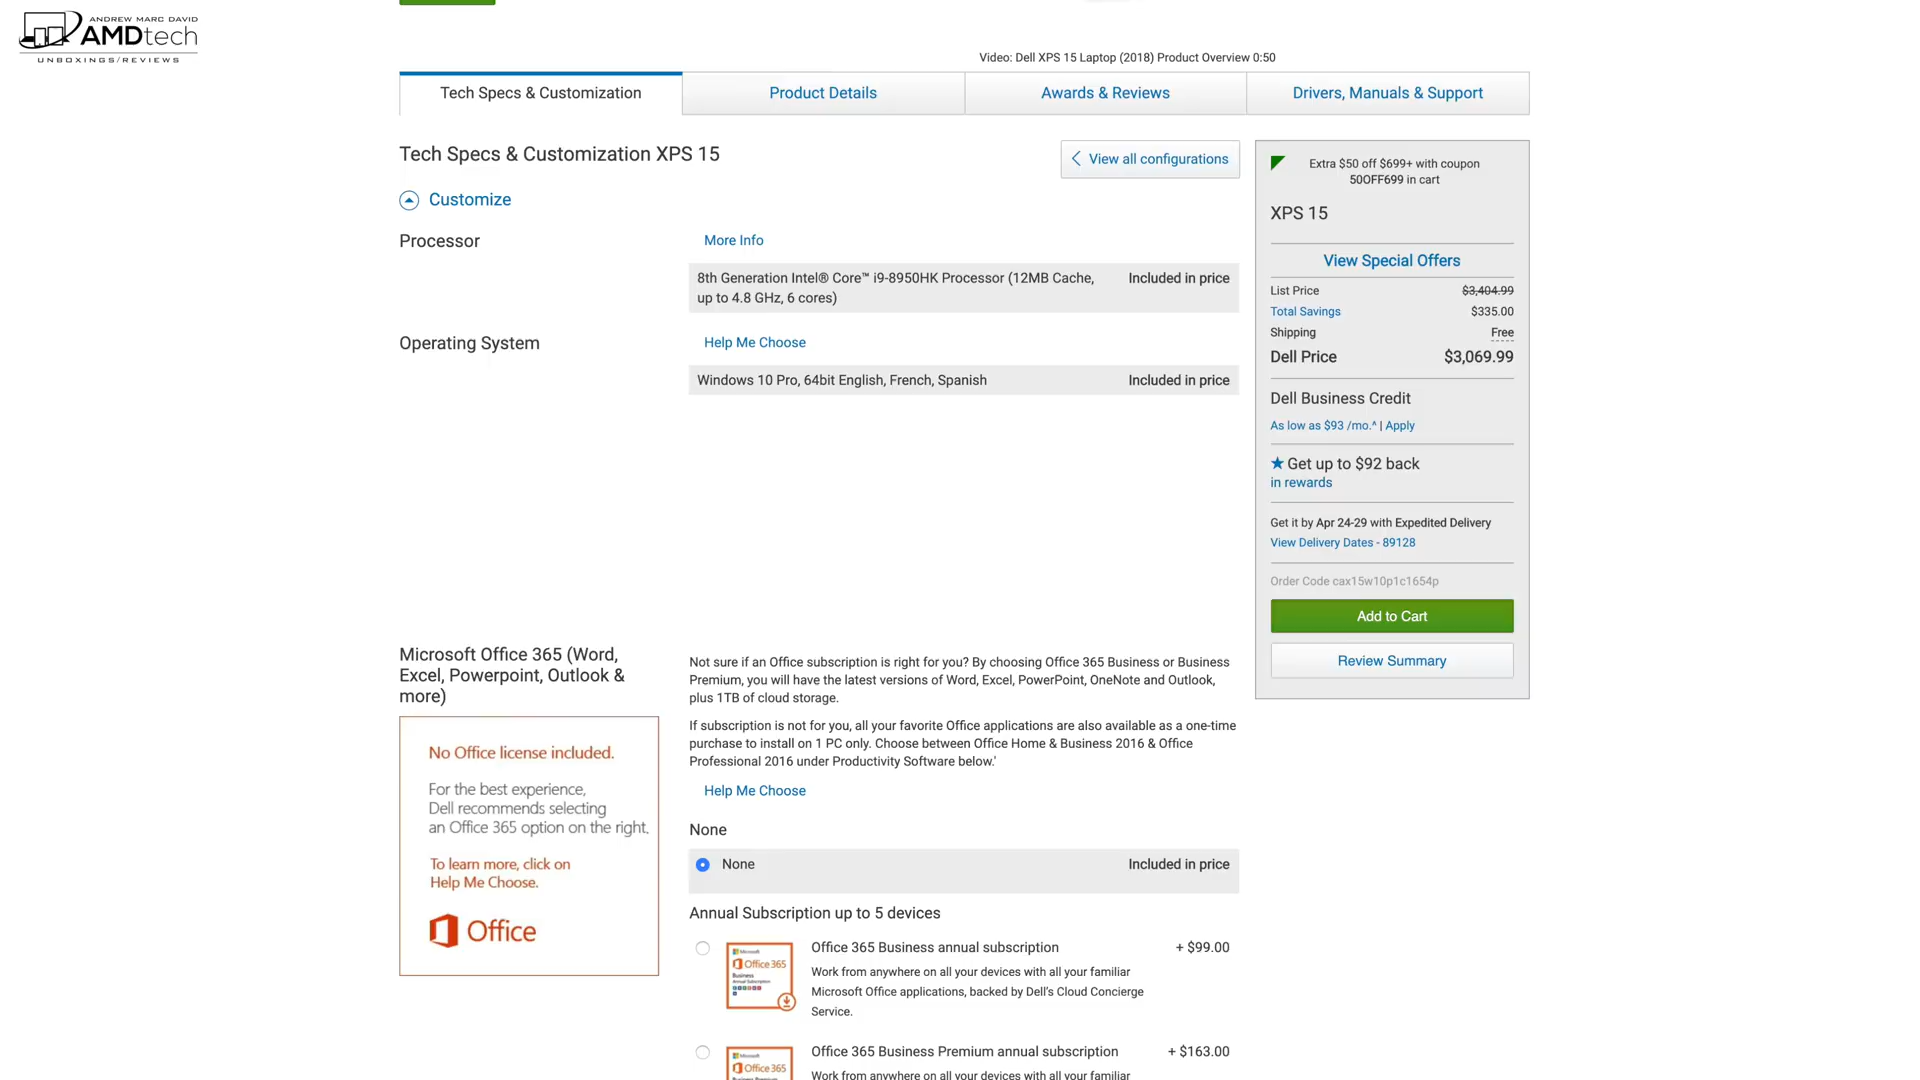 ANDREW MARC DAVID
AMDtech
UNBOXINGS/REVIEWS
Video: Dell XPS 15 Laptop (2018) Product Overview 0:50
Tech Specs & Customization
Product Details
Awards & Reviews
Drivers, Manuals & Support
Tech Specs & Customization XPS 15
View all configurations
Customize
Processor
More Info
8th Generation Intel® Core™ i9-8950HK Processor (12MB Cache,
up to 4.8 GHz, 6 cores)
Included in price
Operating System
Help Me Choose
Windows 10 Pro, 64bit English, French, Spanish
Included in price
Extra $50 off $699+ with coupon
50OFF699 in cart
XPS 15
View Special Offers
List Price $3,404.99
Total Savings $335.00
Shipping Free
Dell Price $3,069.99
Dell Business Credit
As low as $93 /mo.^ | Apply
Get up to $92 back
in rewards
Get it by Apr 24-29 with Expedited Delivery
View Delivery Dates - 89128
Order Code cax15w10p1c1654p
Add to Cart
Review Summary
Microsoft Office 365 (Word,
Excel, Powerpoint, Outlook &
more)
No Office license included.
For the best experience,
Dell recommends selecting
an Office 365 option on the right.
To learn more, click on
Help Me Choose.
Office
Not sure if an Office subscription is right for you? By choosing Office 365 Business or Business
Premium, you will have the latest versions of Word, Excel, PowerPoint, OneNote and Outlook,
plus 1TB of cloud storage.
If subscription is not for you, all your favorite Office applications are also available as a one-time
purchase to install on 1 PC only. Choose between Office Home & Business 2016 & Office
Professional 2016 under Productivity Software below.'
Help Me Choose
None
None
Included in price
Annual Subscription up to 5 devices
Microsoft
Office 365
Business
Annual Subscription
Office 365 Business annual subscription
+ $99.00
Work from anywhere on all your devices with all your familiar
Microsoft Office applications, backed by Dell's Cloud Concierge
Service.
Microsoft
Office 365
Business Premium
Office 365 Business Premium annual subscription
+ $163.00
Work from anywhere on all your devices with all your familiar